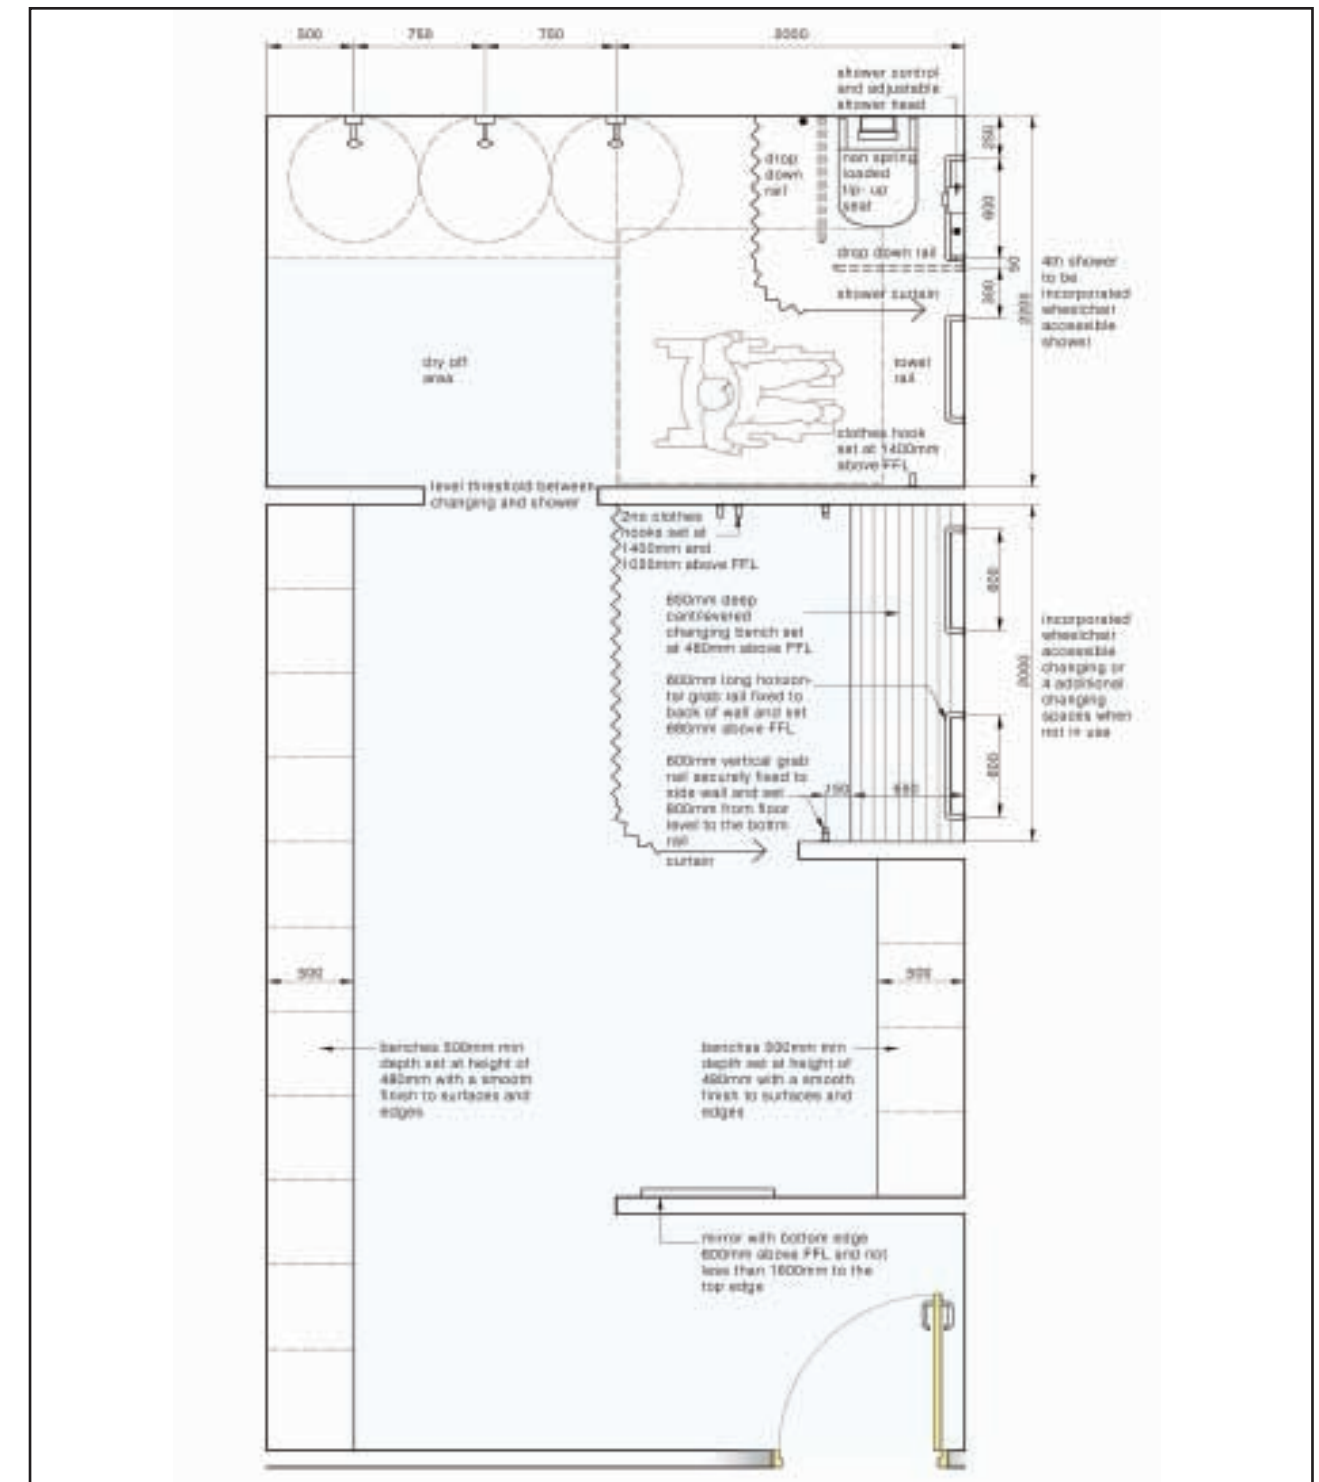 500
750
750
2000
shower control
and adjustable
shower head
250
drop
down
rail
non spring
loaded
tip-up
seat
600
drop down rail
50
4th shower
to be
incorporated
wheelchair
accessible
shower
300
2200
shower curtain
dry off
area
towel
rail
clothes hook
set at 1400mm
above FFL
level threshold between
changing and shower
2no clothes
hooks set at
1400mm and
above FFL
600
650mm deep
cantilevered
changing bench set
at 480mm above FFL
incorporated
wheelchair
accessible
changing or
4 additional
changing
spaces when
not in use
2000
600mm long horizon-
tal grab rail fixed to
back of wall and set
above FFL
600
600mm vertical grab
rail securely fixed to
side wall and set
800mm from floor
level to the bottm
rail
150
650
curtain
500
500
benches 500mm min
depth set at height of
480mm with a smooth
finish to surfaces and
edges
benches 500mm min
depth set at height of
480mm with a smooth
finish to surfaces and
edges
mirror with bottom edge
600mm above FFL and not
less than 1600mm to the
top edge